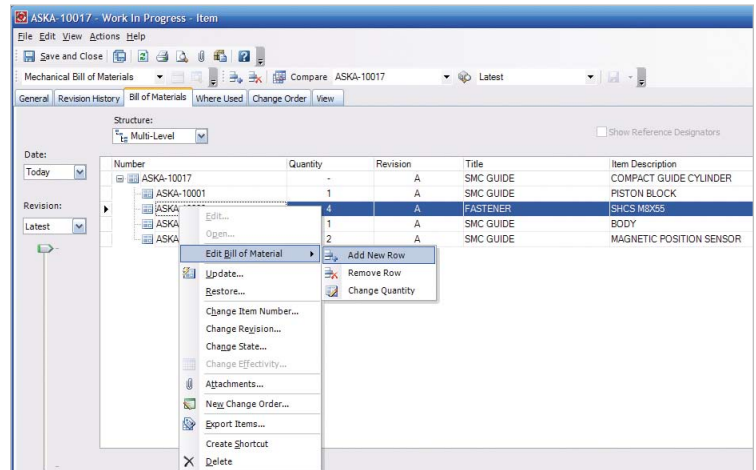 ASKA-10017 - Work In Progress - Item
File Edit View Actions Help
Save and Close
Mechanical Bill of Materials Compare ASKA-10017 Latest
General Revision History Bill of Materials Where Used Change Order View
Structure:
Multi-Level Show Reference Designators
Date:
Today
Revision:
Latest
Number Quantity Revision Title Item Description
ASKA-10017 - A SMC GUIDE COMPACT GUIDE CYLINDER
ASKA-10001 1 A SMC GUIDE PISTON BLOCK
ASKA 4 A FASTENER SHCS M8X55
ASKA 1 A SMC GUIDE BODY
ASKA 2 A SMC GUIDE MAGNETIC POSITION SENSOR
Edit...
Open...
Edit Bill of Material
Update...
Restore...
Change Item Number...
Change Revision...
Change State...
Change Effectivity...
Attachments...
New Change Order...
Export Items...
Create Shortcut
Delete
Add New Row
Remove Row
Change Quantity